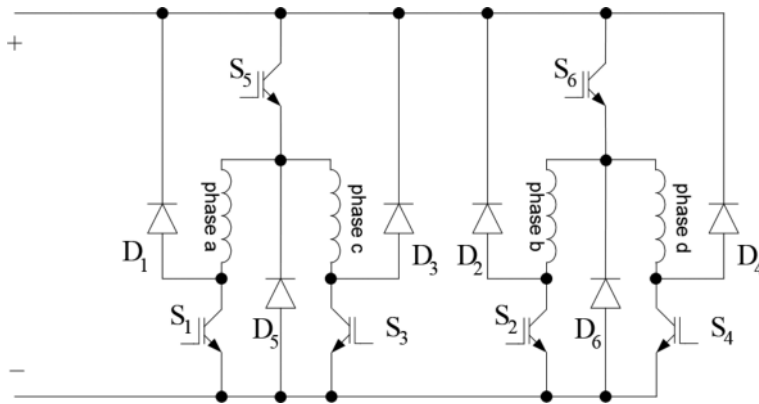 +
S5
S6
phase a
phase c
phase b
phase d
D1
D3
D2
D4
S1
D5
S3
S2
D6
S4
−